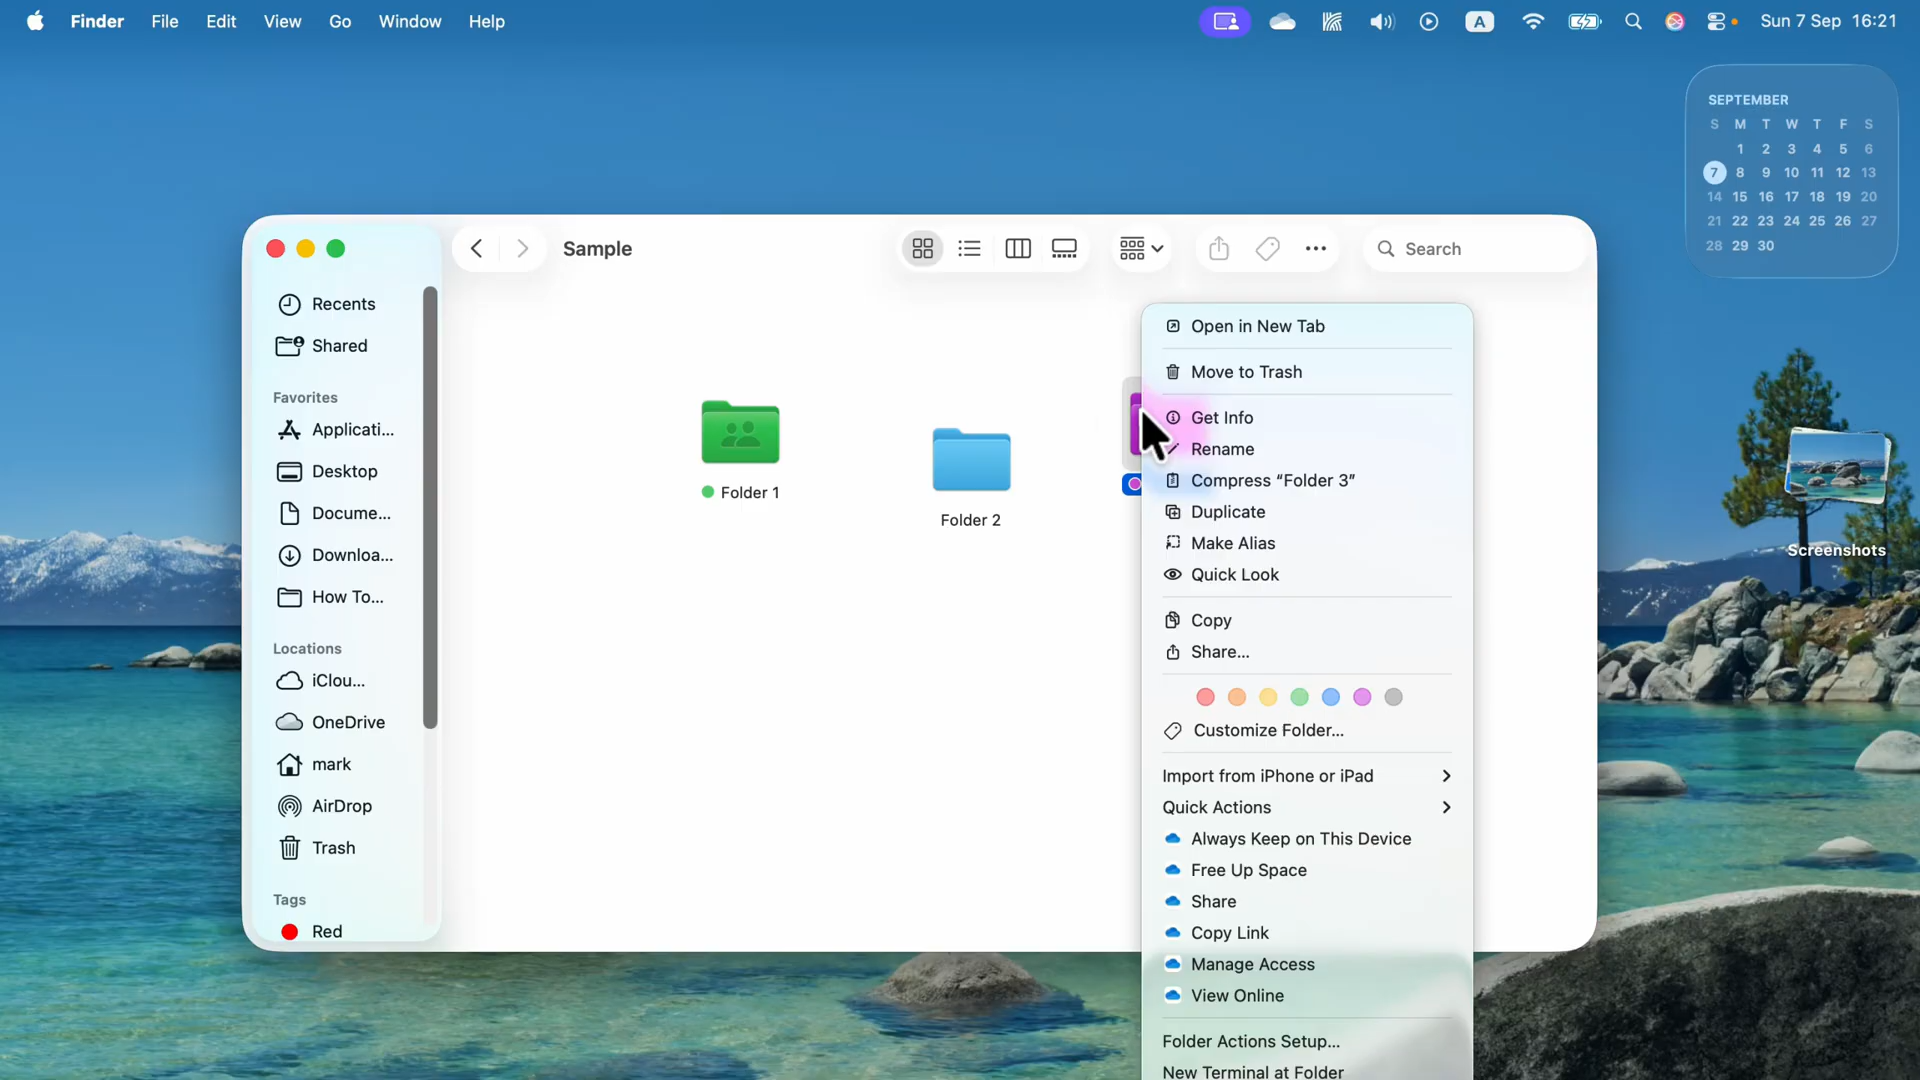 Finder File Edit View Go Window Help
A Sun 7 Sep 16:21
SEPTEMBER
S M T W T F S
1 2 3 4 5 6
7 8 9 10 11 12 13
14 15 16 17 18 19 20
21 22 23 24 25 26 27
28 29 30
Sample
Search
Recents
Shared
Favorites
Applicati...
Desktop
Docume...
Downloa...
How To...
Locations
iClou...
OneDrive
mark
AirDrop
Trash
Tags
Red
Folder 1
Folder 2
Open in New Tab
Move to Trash
Get Info
Rename
Compress “Folder 3”
Duplicate
Make Alias
Quick Look
Copy
Share...
Customize Folder...
Import from iPhone or iPad
Quick Actions
Always Keep on This Device
Free Up Space
Share
Copy Link
Manage Access
View Online
Folder Actions Setup...
New Terminal at Folder
Screenshots